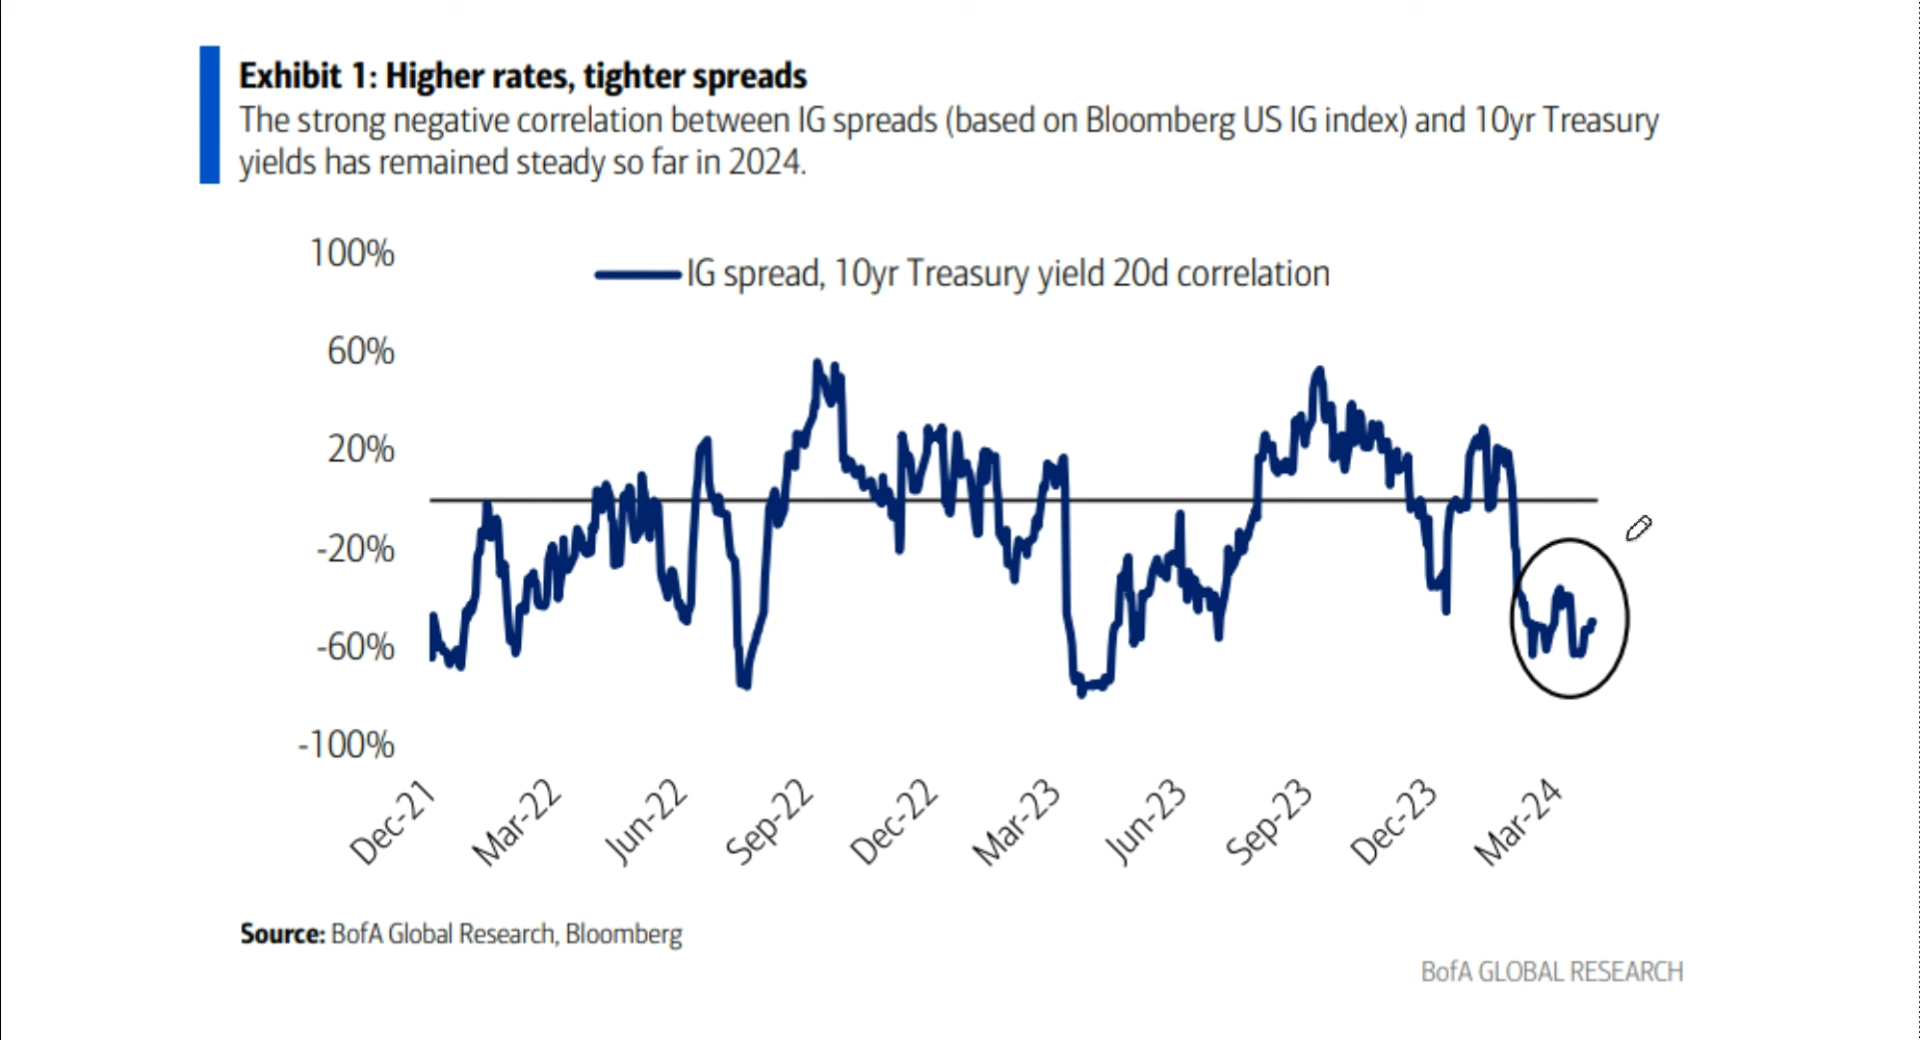 Exhibit 1: Higher rates, tighter spreads
The strong negative correlation between IG spreads (based on Bloomberg US IG index) and 10yr Treasury
yields has remained steady so far in 2024.
100%
IG spread, 10yr Treasury yield 20d correlation
60%
20%
-20%
-60%
-100%
Dec-21
Mar-22
Jun-22
Sep-22
Dec-22
Mar-23
Jun-23
Sep-23
Dec-23
Mar-24
Source: BofA Global Research, Bloomberg
BofA GLOBAL RESEARCH